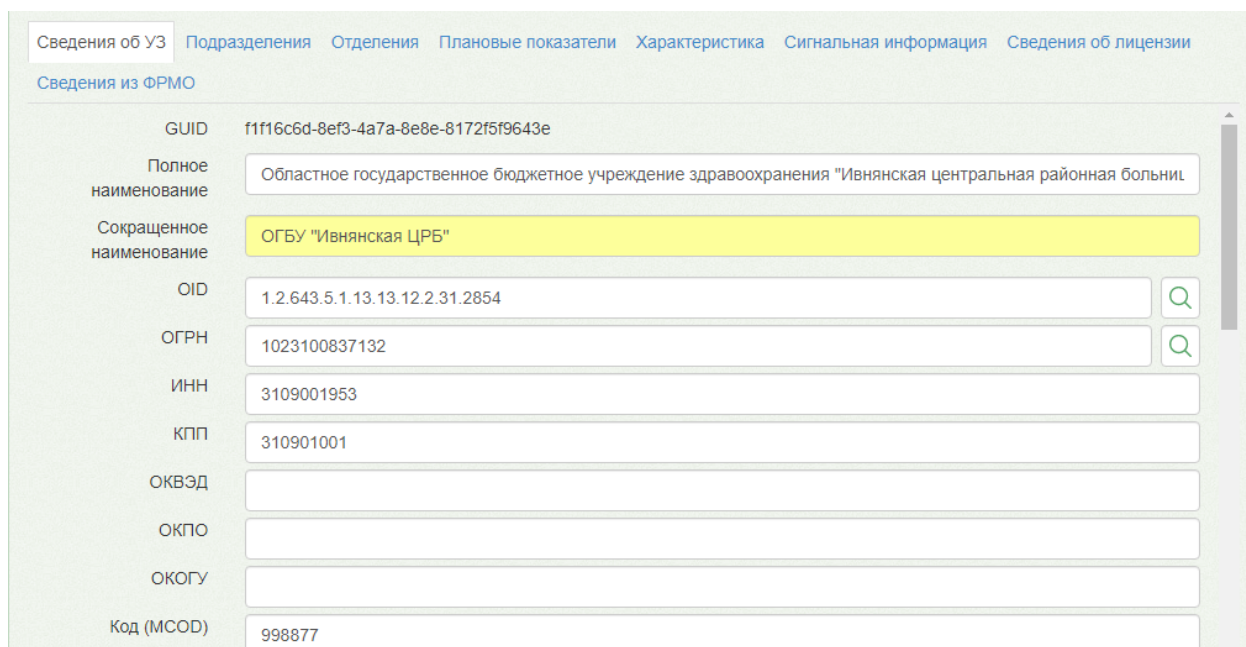 Сведения об УЗ Подразделения Отделения Плановые показатели Характеристика Сигнальная информация Сведения об лицензии
Сведения из ФРМО
GUID f1f16c6d-8ef3-4a7a-8e8e-8172f5f9643e
Полное
наименование
Областное государственное бюджетное учреждение здравоохранения "Ивнянская центральная районная больниц
Сокращенное
наименование
ОГБУ "Ивнянская ЦРБ"
OID 1.2.643.5.1.13.13.12.2.31.2854
ОГРН 1023100837132
ИНН 3109001953
КПП 310901001
ОКВЭД
ОКПО
ОКОГУ
Код (MCOD) 998877